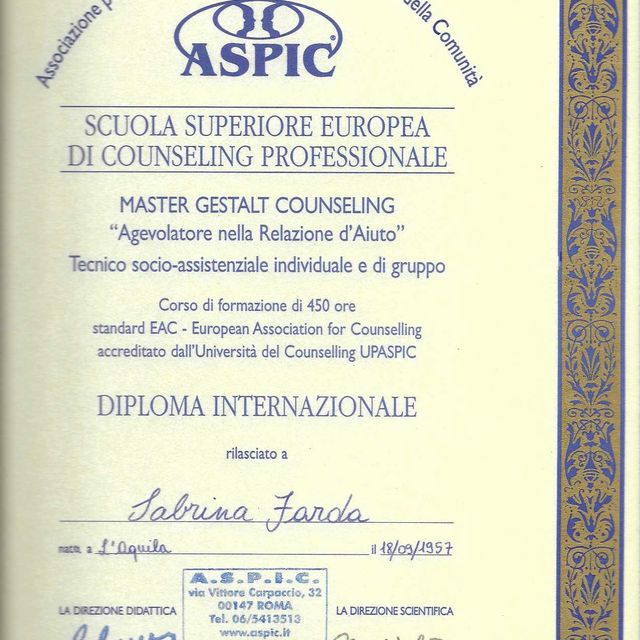 Associazione p
della Comunità
ASPIC
SCUOLA SUPERIORE EUROPEA
DI COUNSELING PROFESSIONALE
MASTER GESTALT COUNSELING
“Agevolatore nella Relazione d’Aiuto”
Tecnico socio-assistenziale individuale e di gruppo
Corso di formazione di 450 ore
standard EAC - European Association for Counselling
accreditato dall’Università del Counselling UPASPIC
DIPLOMA INTERNAZIONALE
rilasciato a
Sabrina Farda
L'Aquila il 18/09/1957
A.S.P.I.C.
via Vittore Carpaccio, 32
00147 ROMA
Tel. 06/5413513
www.aspic.it
LA DIREZIONE DIDATTICA
LA DIREZIONE SCIENTIFICA